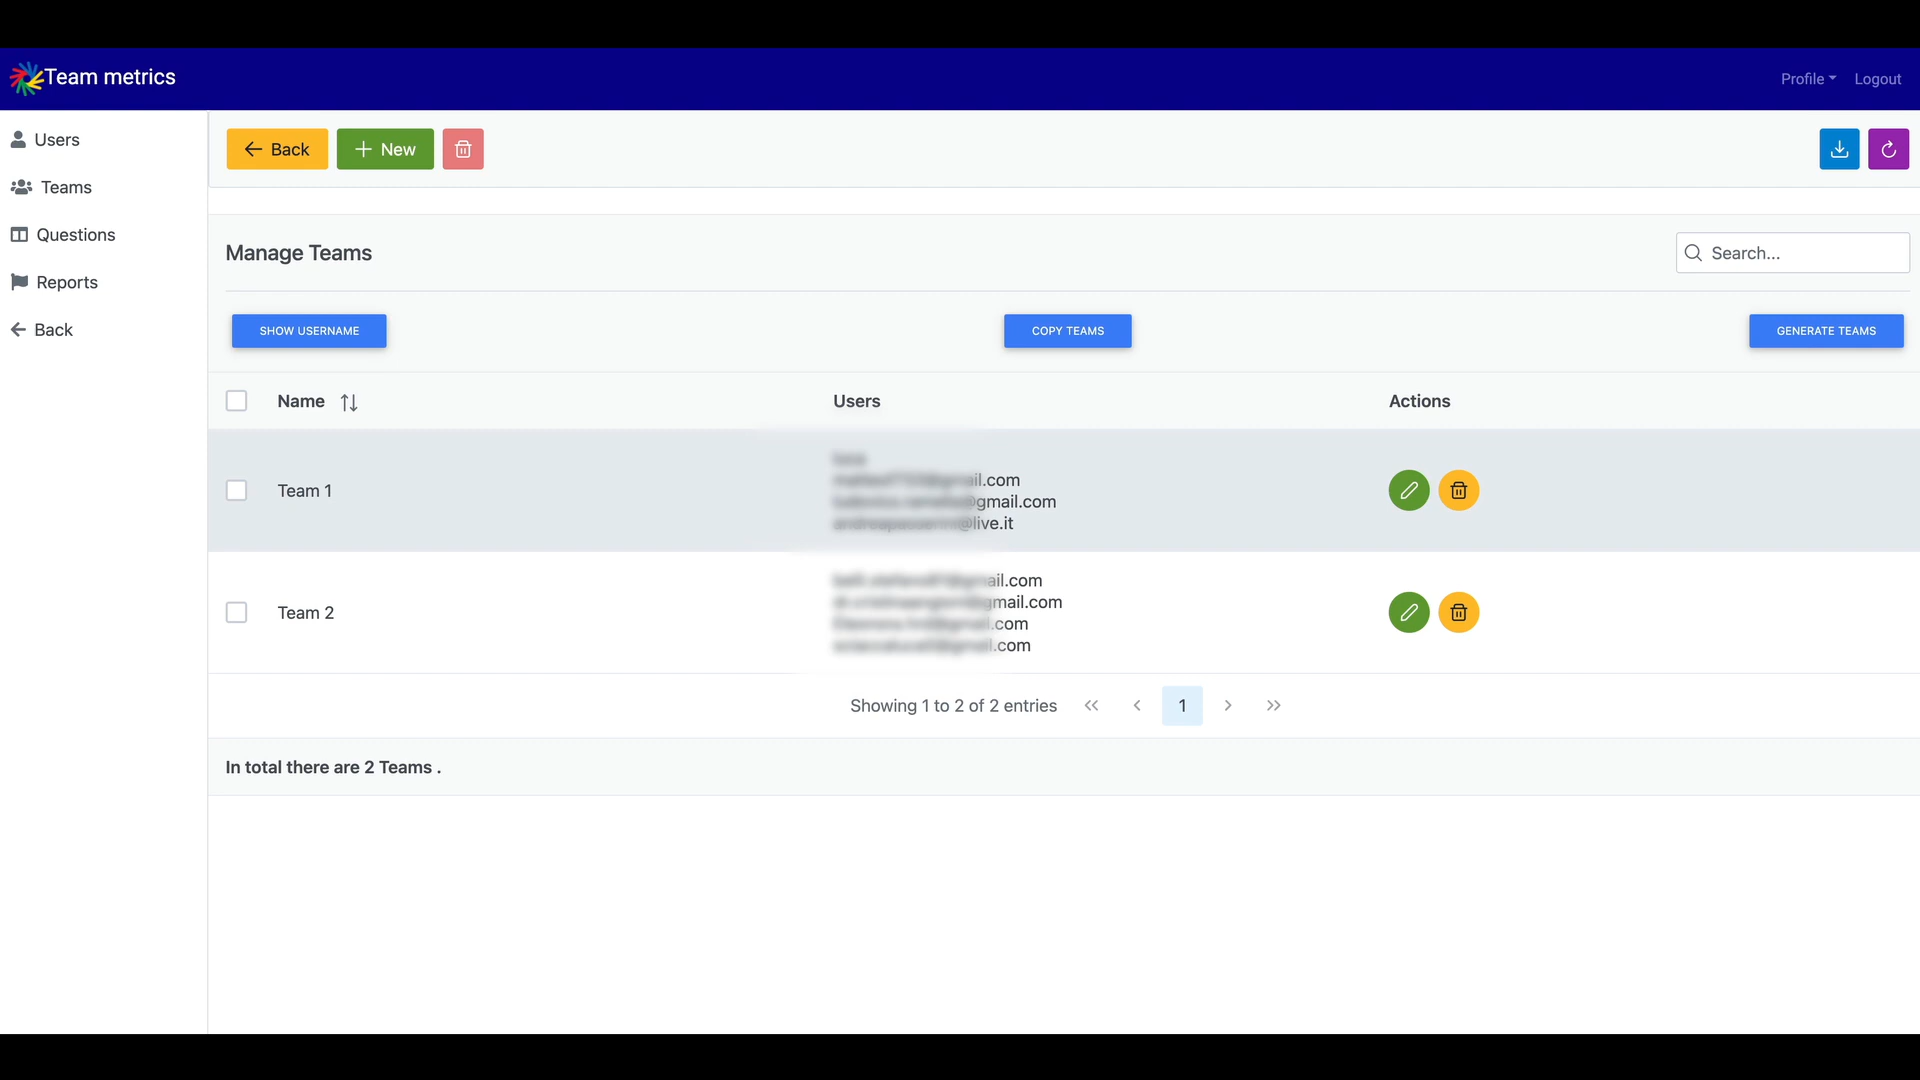 Team metrics
Profile
Logout
Users
Teams
Questions
Reports
Back
Back
New
Manage Teams
Search...
SHOW USERNAME
COPY TEAMS
GENERATE TEAMS
Name
Users
Actions
Team 1
ail.com
@gmail.com
@live.it
Team 2
ail.com
gmail.com
.com
.com
Showing 1 to 2 of 2 entries
1
In total there are 2 Teams .